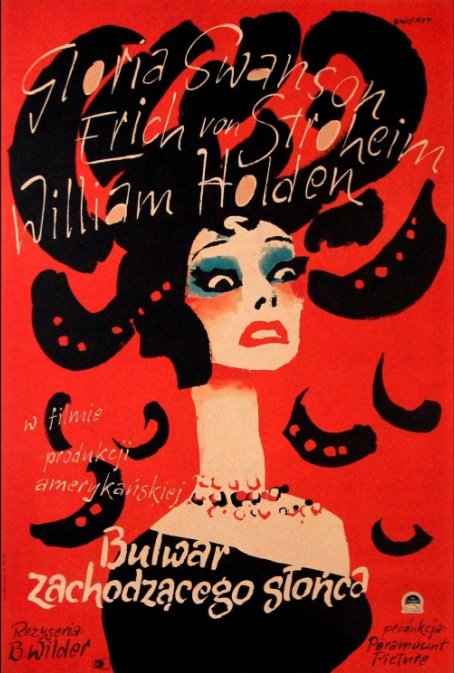 Gloria Swanson
Erich von Stroheim
William Holden
w filmie
produkcji
amerykańskiej
Bulwar
zachodzącego słońca
Reżyseria:
B. Wilder
produkcja:
Paramount
Picture